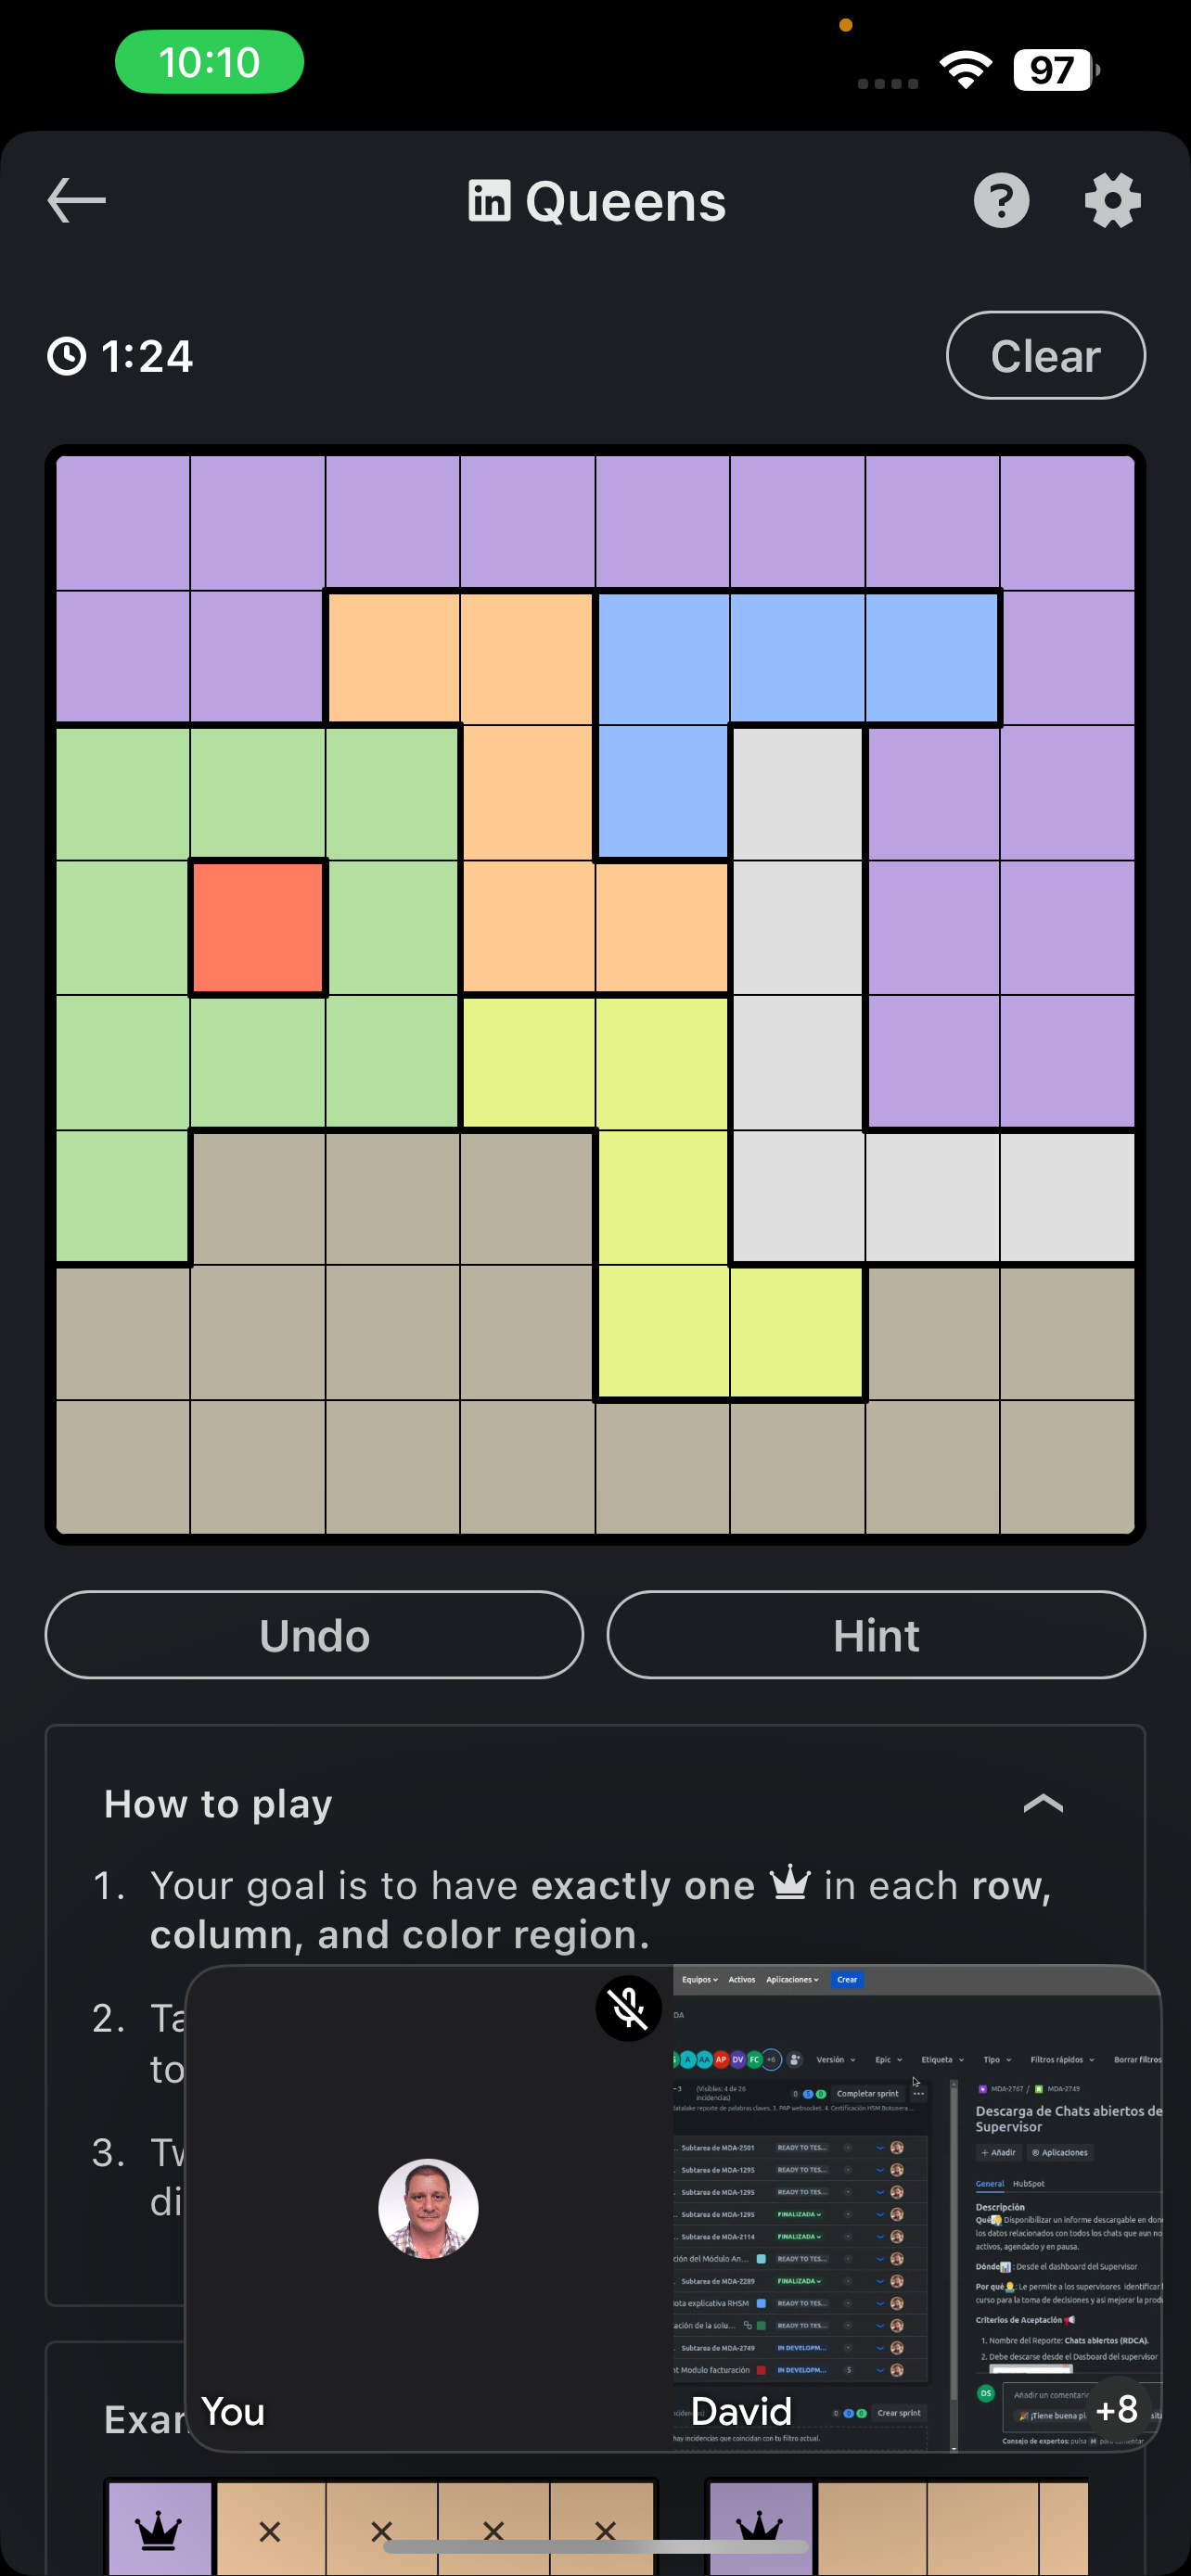 10:10
97
in Queens
?
1:24
Clear
Undo
Hint
How to play
1. Your goal is to have exactly one in each row,
column, and color region.
2. Ta
to
3. Tw
di
Exar
You
David
+8
Equipos Activos Aplicaciones Crear
DA
A AA AP DV FC +6 Versión Epic Etiqueta Tipo Filtros rápidos Borrar filtros
(Visibles: 4 de 26
incidencias)
Completar sprint
Subtarea de MDA-2501 READY TO TES...
Subtarea de MDA-1295 READY TO TES...
Subtarea de MDA-1295 READY TO TES...
Subtarea de MDA-1295 FINALIZADA
Subtarea de MDA-2114 FINALIZADA
ción del Módulo An... READY TO TES...
Subtarea de MDA-2289 FINALIZADA
ota explicativa RHSM READY TO TES...
ación de la solu... READY TO TES...
Subtarea de MDA-2749 IN DEVELOPM...
nt Modulo facturación IN DEVELOPM... 5
Crear sprint
hay incidencias que coincidan con tu filtro actual.
MDA-2767 / MDA-2749
Descarga de Chats abiertos de
Supervisor
+ Añadir Aplicaciones
General HubSpot
Descripción
Qué : Disponibilizar un informe descargable en don
los datos relacionados con todos los chats que aun no
activos, agendado y en pausa.
Dónde : Desde el dashboard del Supervisor
Por qué : Le permite a los supervisores identificar
curso para la toma de decisiones y asi mejorar la produ
Criterios de Aceptación
1. Nombre del Reporte: Chats abiertos (RDCA).
2. Debe descarse desde el Dasboard del supervisor
DS
Añadir un comentario
¡Tiene buena pi
Consejo de expertos: pulsa M para comentar